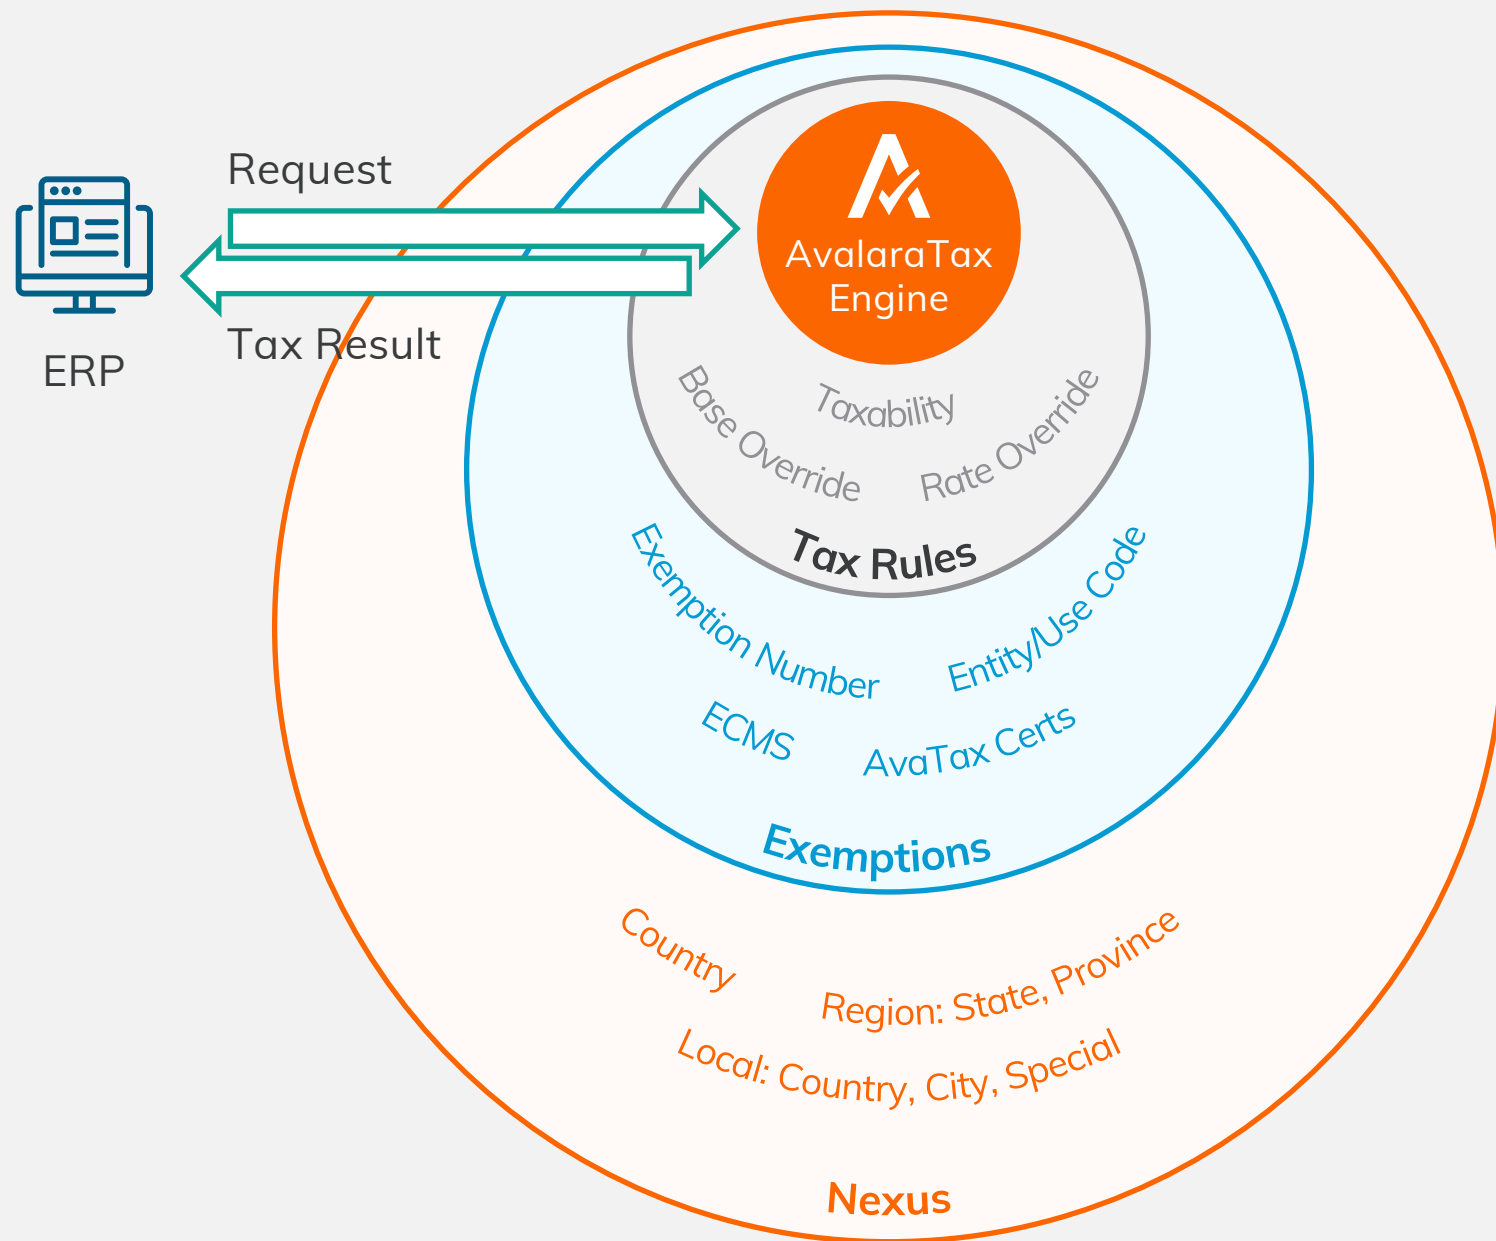 Request
AvalaraTax
Engine
Tax Result
ERP
Taxability
Base Override
Rate Override
Tax Rules
Exemption Number
Entity/Use Code
ECMS
AvaTax Certs
Exemptions
Country
Region: State, Province
Local: Country, City, Special
Nexus